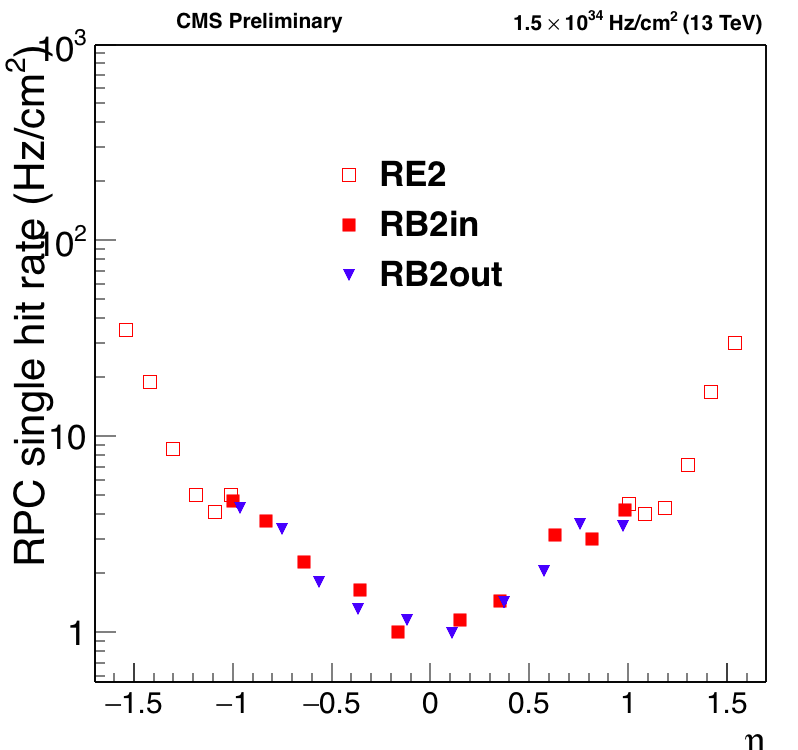 CMS Preliminary
1.5 × 10³⁴ Hz/cm² (13 TeV)
RPC single hit rate (Hz/cm²)
10³
10²
10
1
RE2
RB2in
RB2out
−1.5 −1 −0.5 0 0.5 1 1.5
η